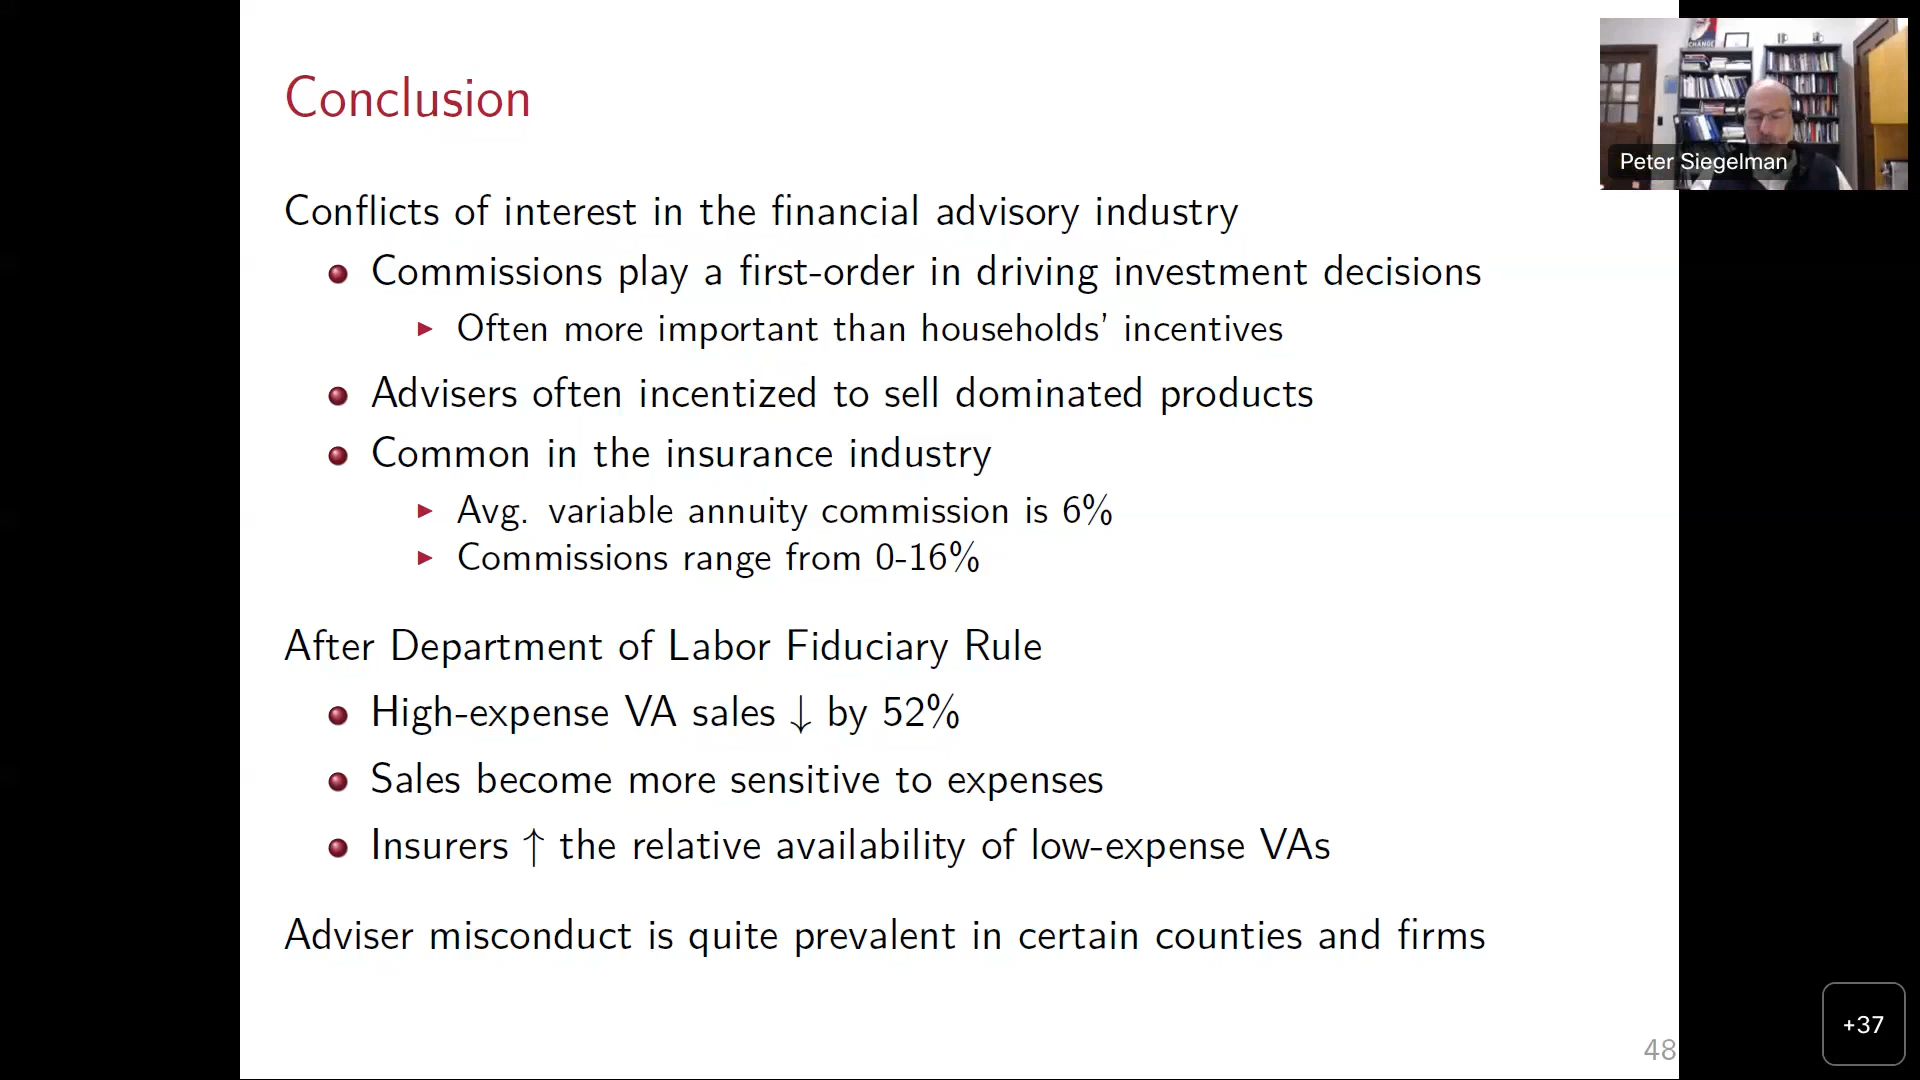 Conclusion
Conflicts of interest in the financial advisory industry
Commissions play a first-order in driving investment decisions
Often more important than households' incentives
Advisers often incentized to sell dominated products
Common in the insurance industry
Avg. variable annuity commission is 6%
Commissions range from 0-16%
After Department of Labor Fiduciary Rule
High-expense VA sales ↓ by 52%
Sales become more sensitive to expenses
Insurers ↑ the relative availability of low-expense VAs
Adviser misconduct is quite prevalent in certain counties and firms
48
CHANGE
Peter Siegelman
+37